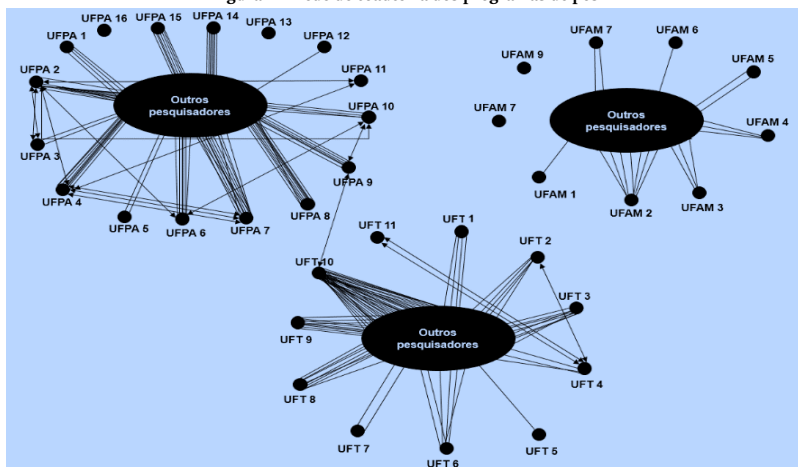 UFPA 16
UFPA 15
UFPA 14
UFPA 13
UFPA 1
UFPA 12
UFPA 2
UFPA 11
UFPA 10
Outros
pesquisadores
UFPA 3
UFPA 9
UFPA 4
UFPA 5
UFPA 6
UFPA 7
UFPA 8
UFAM 7
UFAM 6
UFAM 9
UFAM 5
Outros
pesquisadores
UFAM 7
UFAM 4
UFAM 1
UFAM 2
UFAM 3
UFT 11
UFT 1
UFT 2
UFT 10
UFT 3
Outros
pesquisadores
UFT 9
UFT 4
UFT 8
UFT 7
UFT 6
UFT 5